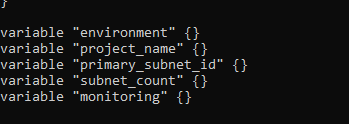 }
variable "environment" {}
variable "project_name" {}
variable "primary_subnet_id" {}
variable "subnet_count" {}
variable "monitoring" {}